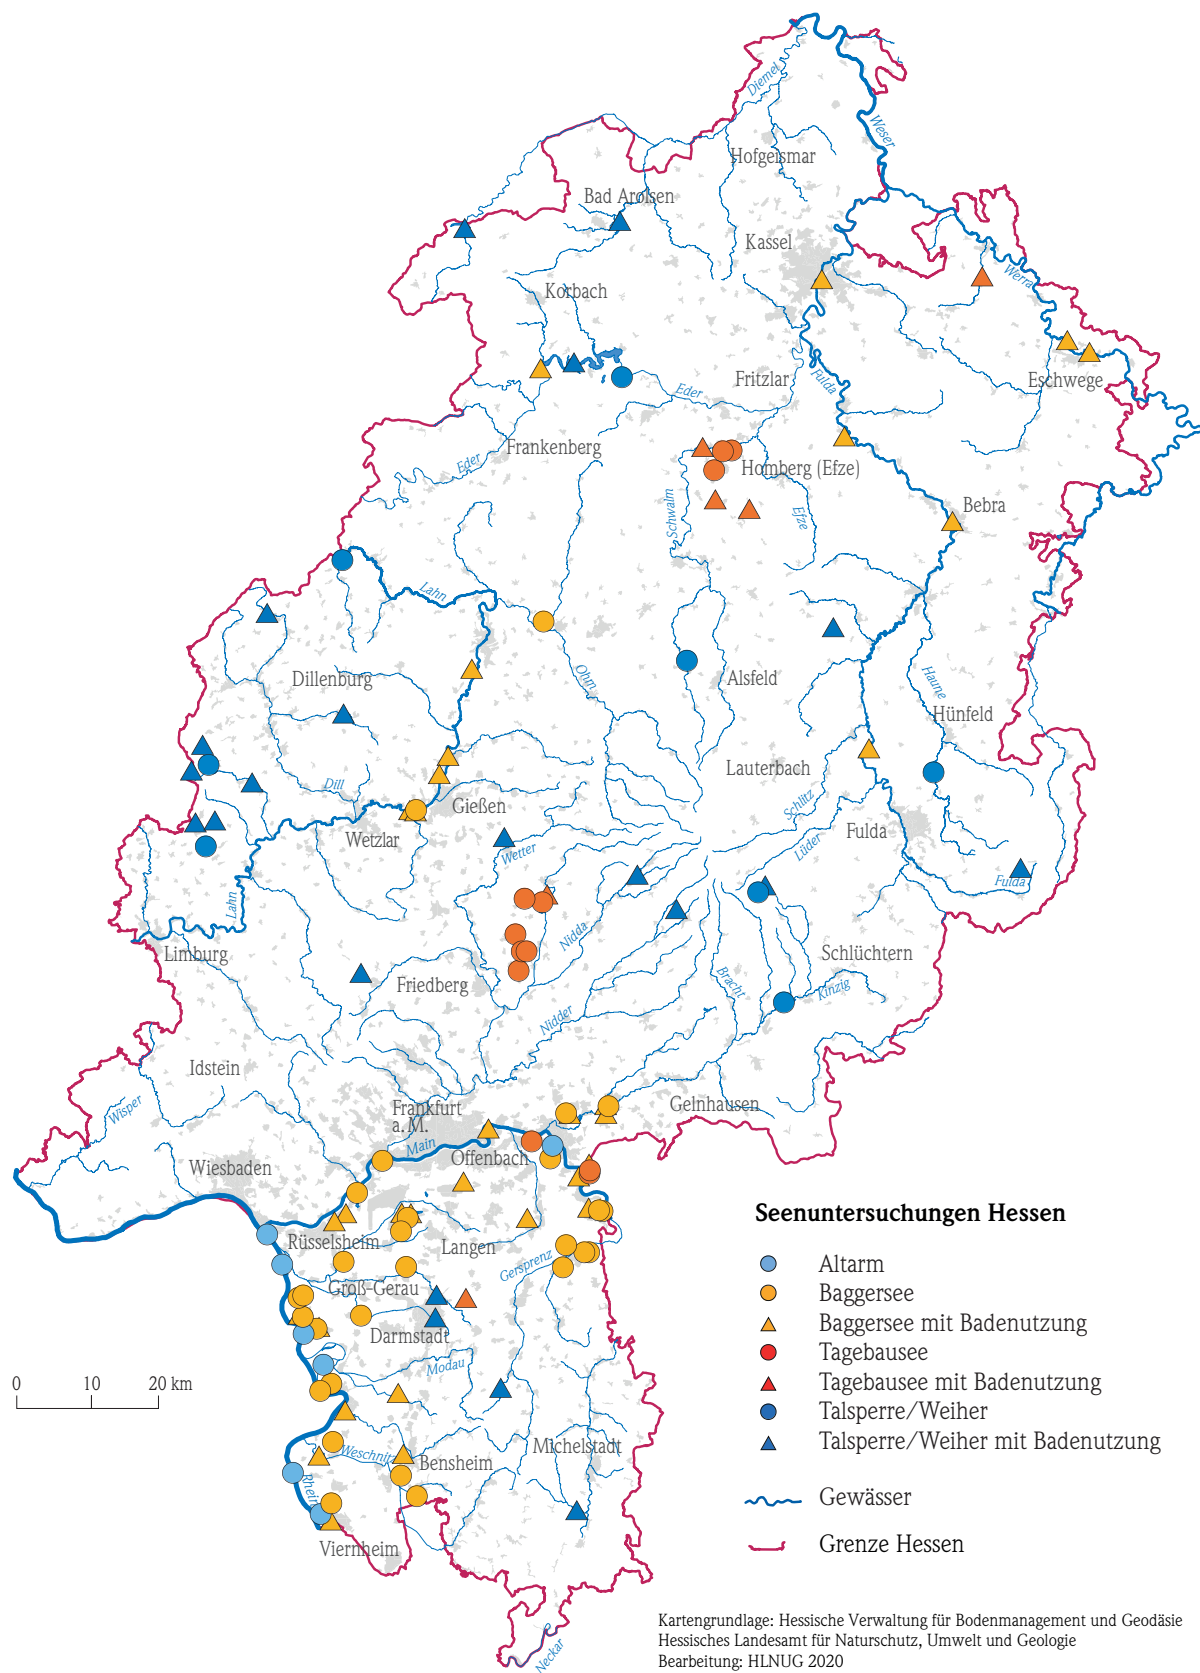 Diemel
Weser
Hofgeismar
Bad Arolsen
Kassel
Werra
Korbach
Fritzlar
Fulda
Eschwege
Eder
Frankenberg
Eder
Homberg (Efze)
Schwalm
Efze
Bebra
Lahn
Ohm
Dillenburg
Alsfeld
Haune
Hünfeld
Lauterbach
Dill
Gießen
Schlitz
Wetzlar
Fulda
Wetter
Lüder
Fulda
Lahn
Nidda
Limburg
Schlüchtern
Friedberg
Bracht
Kinzig
Nidder
Idstein
Wisper
Frankfurt
a. M.
Gelnhausen
Main
Offenbach
Wiesbaden
Rüsselsheim
Langen
Gersprenz
Groß-Gerau
Darmstadt
Modau
Michelstadt
Weschnitz
Bensheim
Rhein
Viernheim
Neckar
0 10 20 km
Seenuntersuchungen Hessen
Altarm
Baggersee
Baggersee mit Badenutzung
Tagebausee
Tagebausee mit Badenutzung
Talsperre/Weiher
Talsperre/Weiher mit Badenutzung
Gewässer
Grenze Hessen
Kartengrundlage: Hessische Verwaltung für Bodenmanagement und Geodäsie
Hessisches Landesamt für Naturschutz, Umwelt und Geologie
Bearbeitung: HLNUG 2020